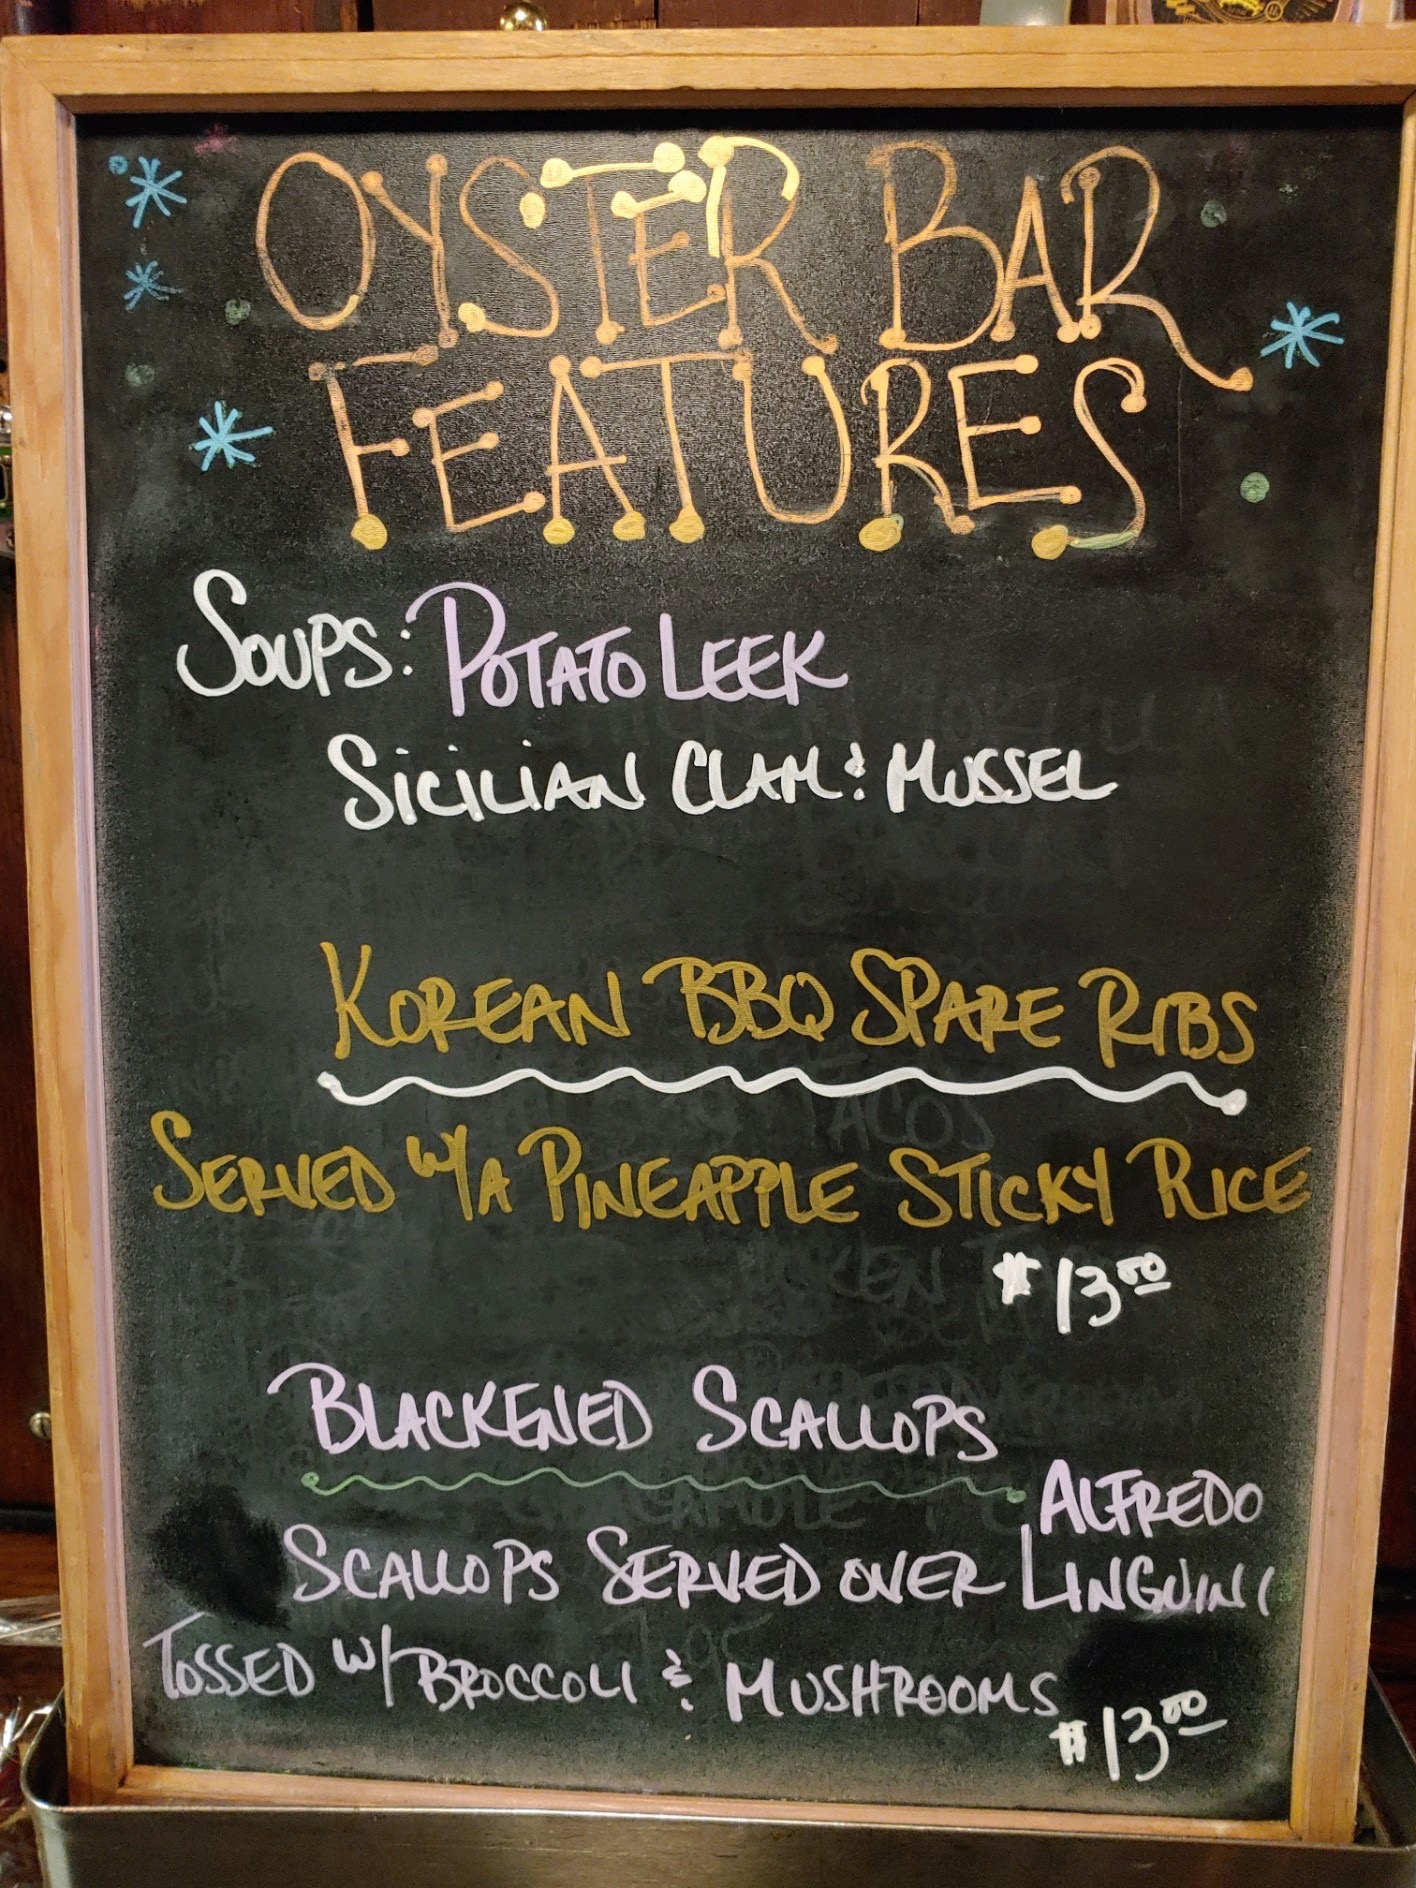 OYSTER BAR
FEATURES
SOUPS: POTATO LEEK
SICILIAN CLAM & MUSSEL
KOREAN BBQ SPARE RIBS
SERVED W/A PINEAPPLE STICKY RICE
$13.00
BLACKENED SCALLOPS
ALFREDO
SCALLOPS SERVED OVER LINGUINI
TOSSED W/ BROCCOLI & MUSHROOMS
$13.00